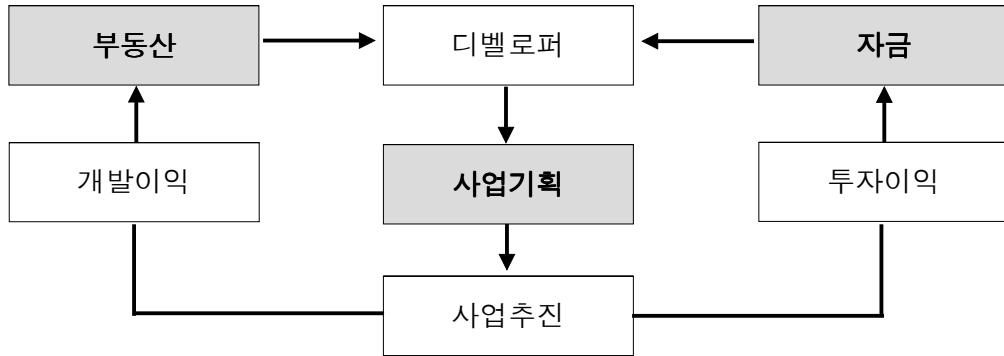 부동산
디벨로퍼
자금
개발이익
사업기획
투자이익
사업추진